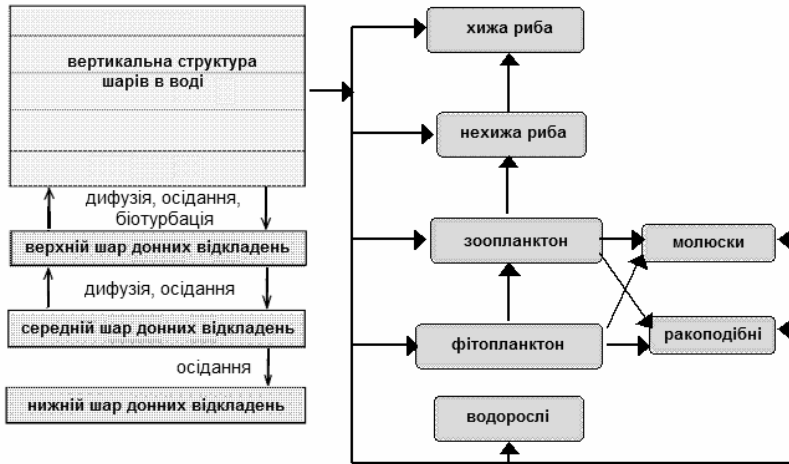 вертикальна структура
шарів в воді
дифузія, осідання,
біотурбація
верхній шар донних відкладень
дифузія, осідання
середній шар донних відкладень
осідання
нижній шар донних відкладень
хижа риба
нехижа риба
зоопланктон
молюски
фітопланктон
ракоподібні
водорослі